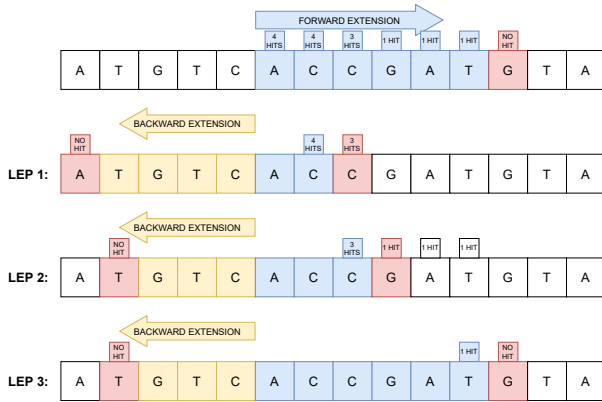 FORWARD EXTENSION
4 HITS 4 HITS 3 HITS 1 HIT 1 HIT 1 HIT NO HIT
A T G T C A C C G A T G T A
BACKWARD EXTENSION
NO HIT 4 HITS 3 HITS
LEP 1: A T G T C A C C G A T G T A
BACKWARD EXTENSION
NO HIT 3 HITS 1 HIT 1 HIT 1 HIT
LEP 2: A T G T C A C C G A T G T A
BACKWARD EXTENSION
NO HIT 1 HIT NO HIT
LEP 3: A T G T C A C C G A T G T A